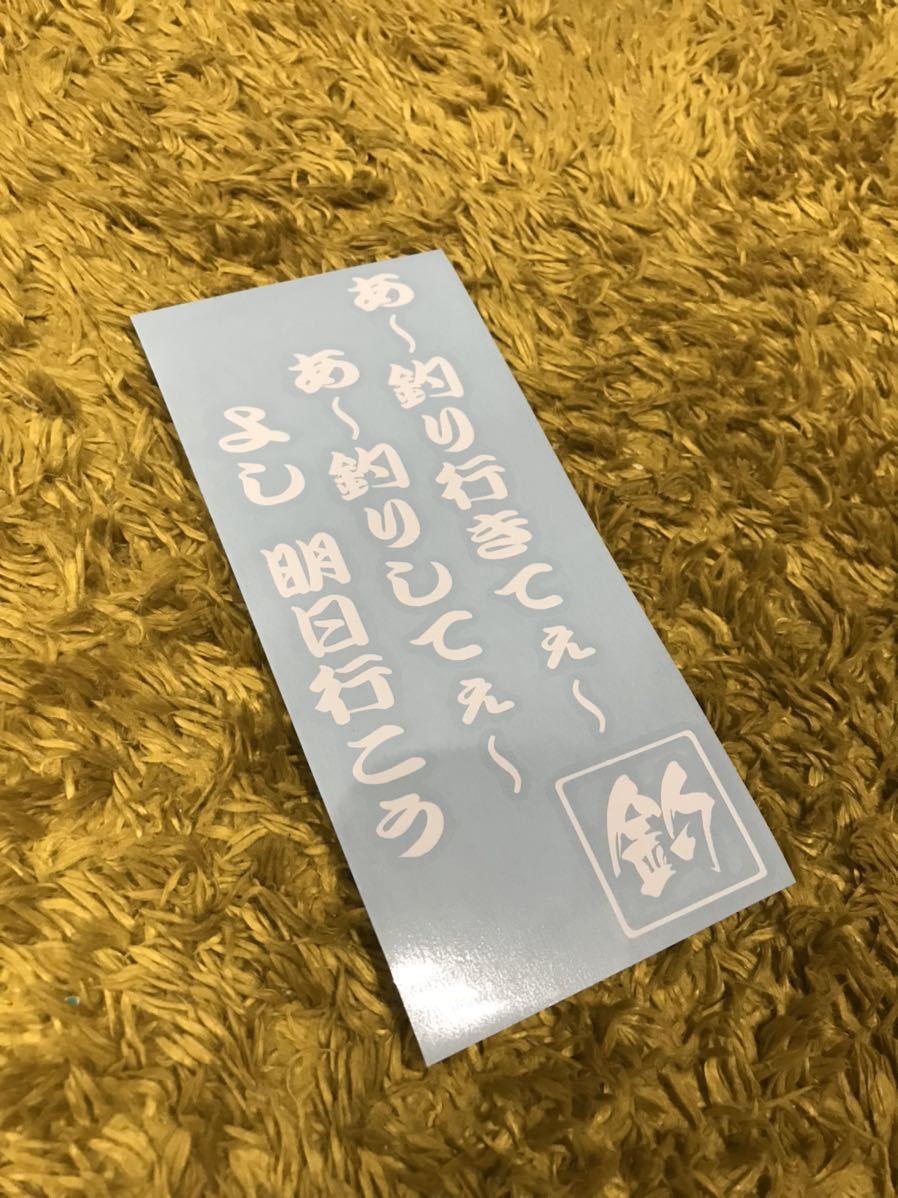 あ～釣り行きてぇ～
あ～釣りしてぇ～
よし 明日行こう
釣